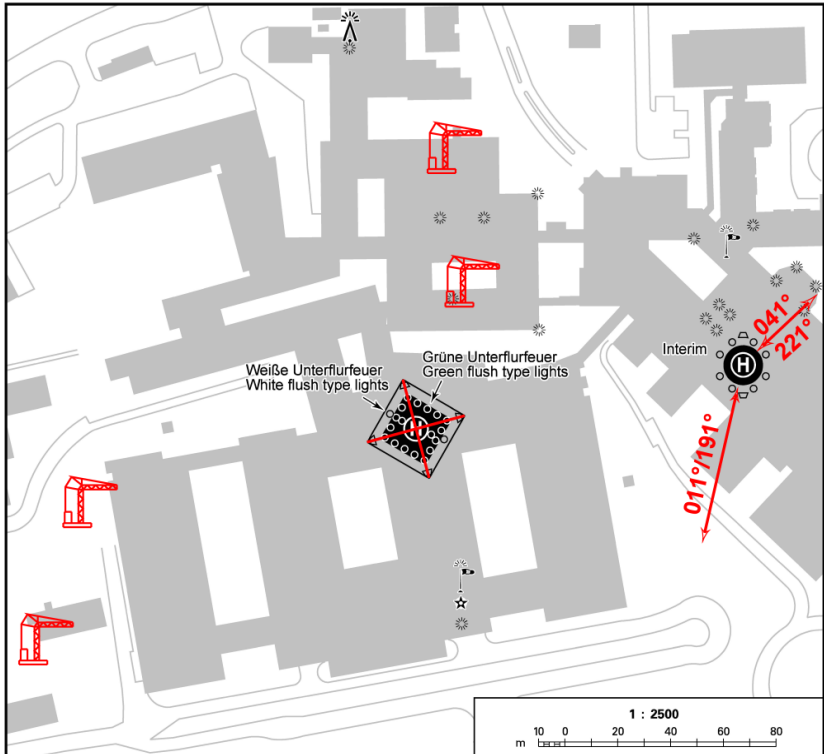 041°
221°
Interim
H
Weiße Unterflurfeuer
White flush type lights
Grüne Unterflurfeuer
Green flush type lights
H
011°/191°
1 : 2500
m 10 0 20 40 60 80